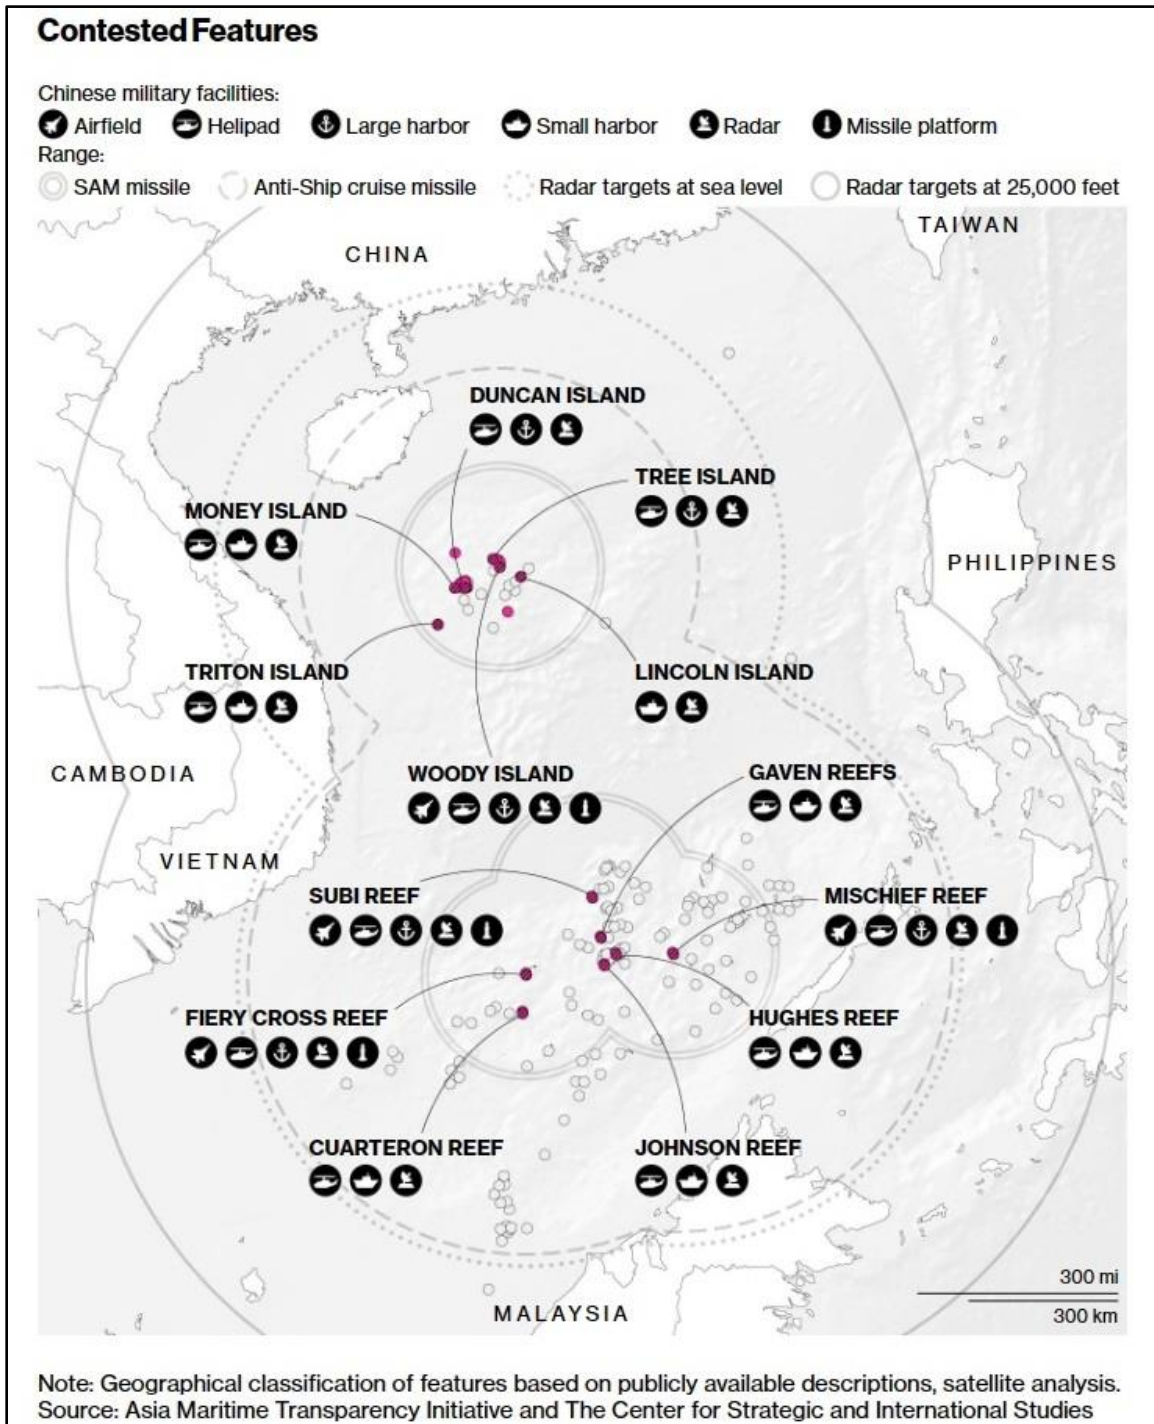 Contested Features
Chinese military facilities:
Airfield Helipad Large harbor Small harbor Radar Missile platform
Range:
SAM missile Anti-Ship cruise missile Radar targets at sea level Radar targets at 25,000 feet
TAIWAN
CHINA
DUNCAN ISLAND
TREE ISLAND
MONEY ISLAND
PHILIPPINES
TRITON ISLAND
LINCOLN ISLAND
CAMBODIA
WOODY ISLAND
GAVEN REEFS
VIETNAM
SUBI REEF
MISCHIEF REEF
FIERY CROSS REEF
HUGHES REEF
CUARTERON REEF
JOHNSON REEF
300 mi
MALAYSIA
300 km
Note: Geographical classification of features based on publicly available descriptions, satellite analysis.
Source: Asia Maritime Transparency Initiative and The Center for Strategic and International Studies